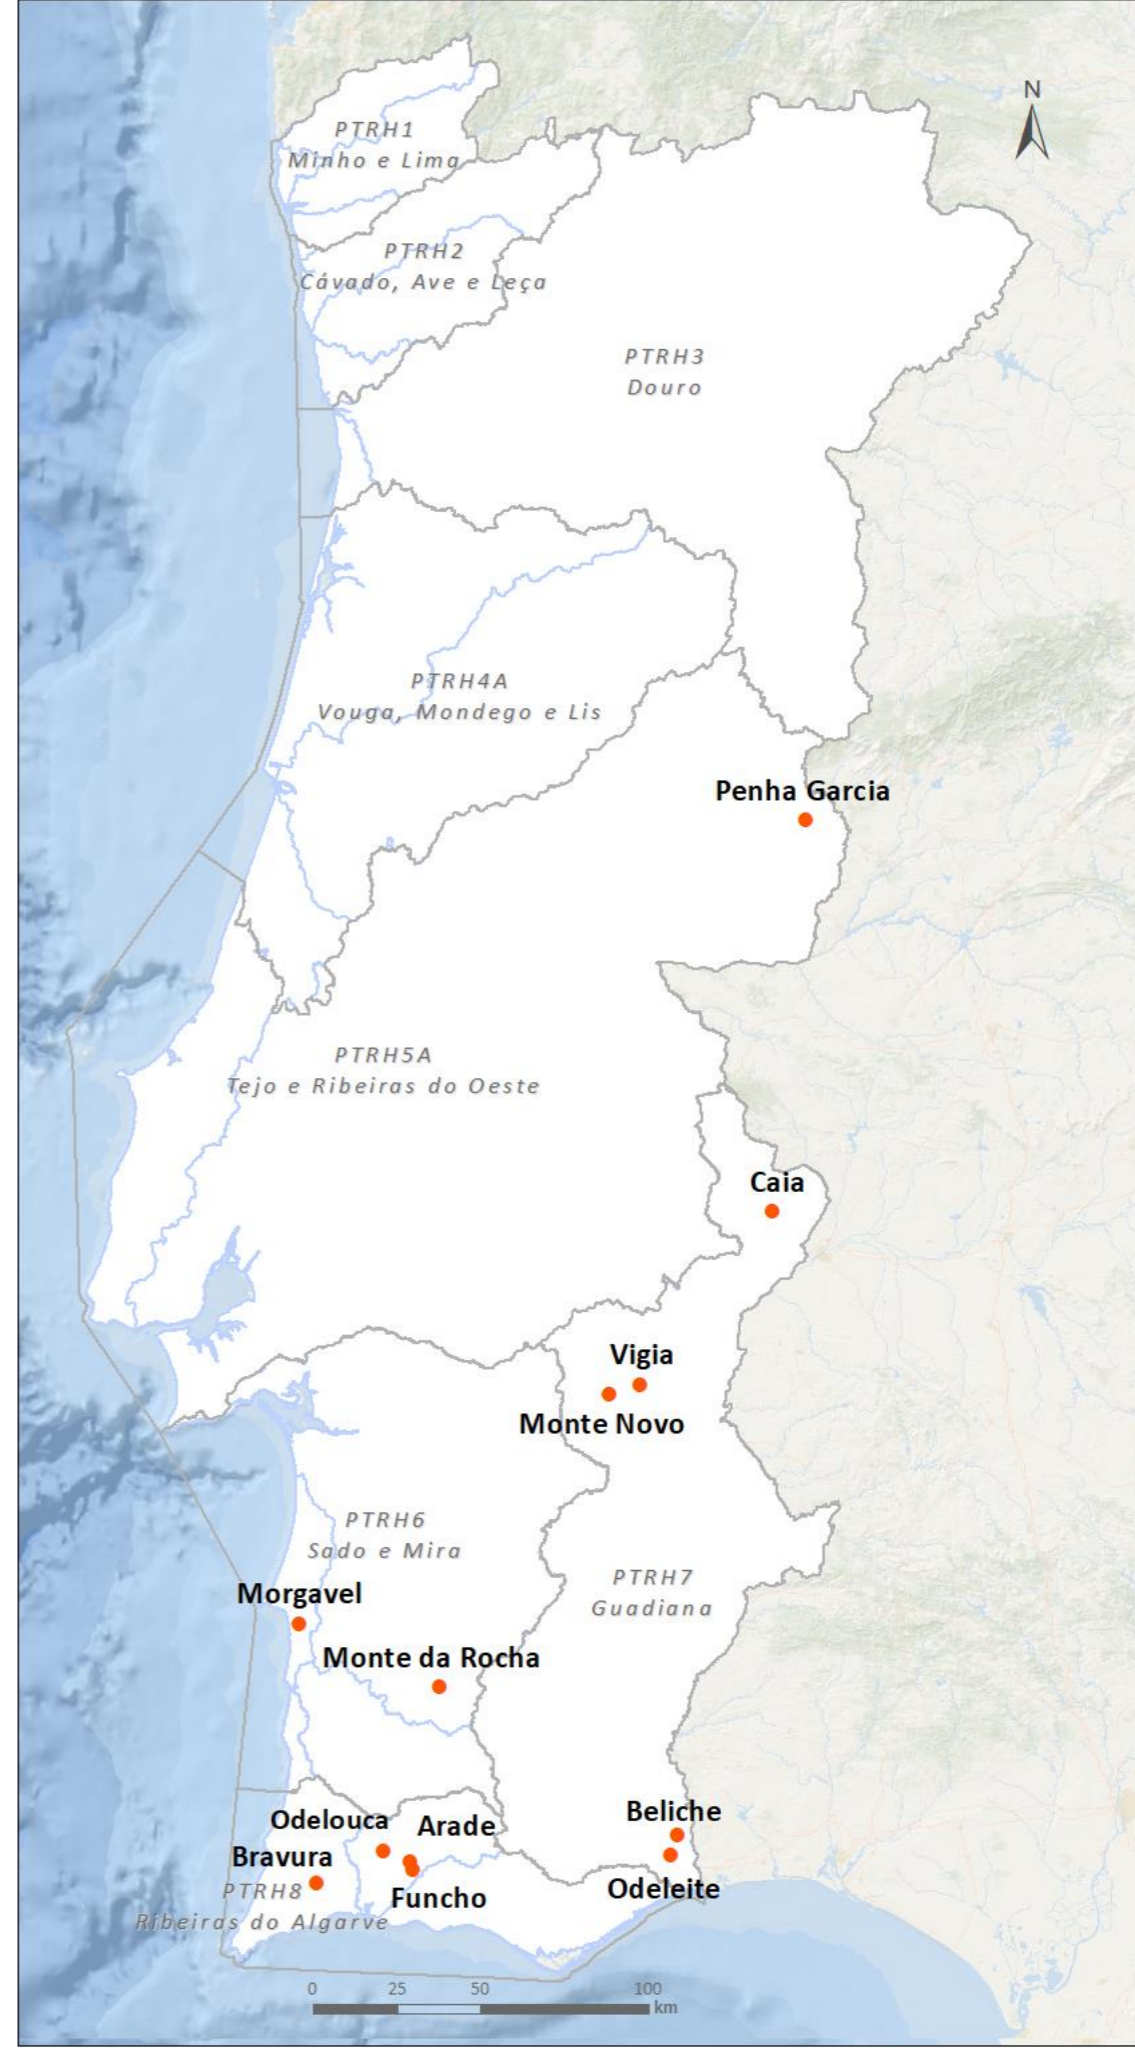 N
PTRH1
Minho e Lima
PTRH2
Cávado, Ave e Leça
PTRH3
Douro
PTRH4A
Vouga, Mondego e Lis
Penha Garcia
PTRH5A
Tejo e Ribeiras do Oeste
Caia
Vigia
Monte Novo
PTRH6
Sado e Mira
PTRH7
Guadiana
Morgavel
Monte da Rocha
Beliche
Odelouca
Arade
Bravura
Odeleite
PTRH8
Funcho
Ribeiras do Algarve
0 25 50 100
km